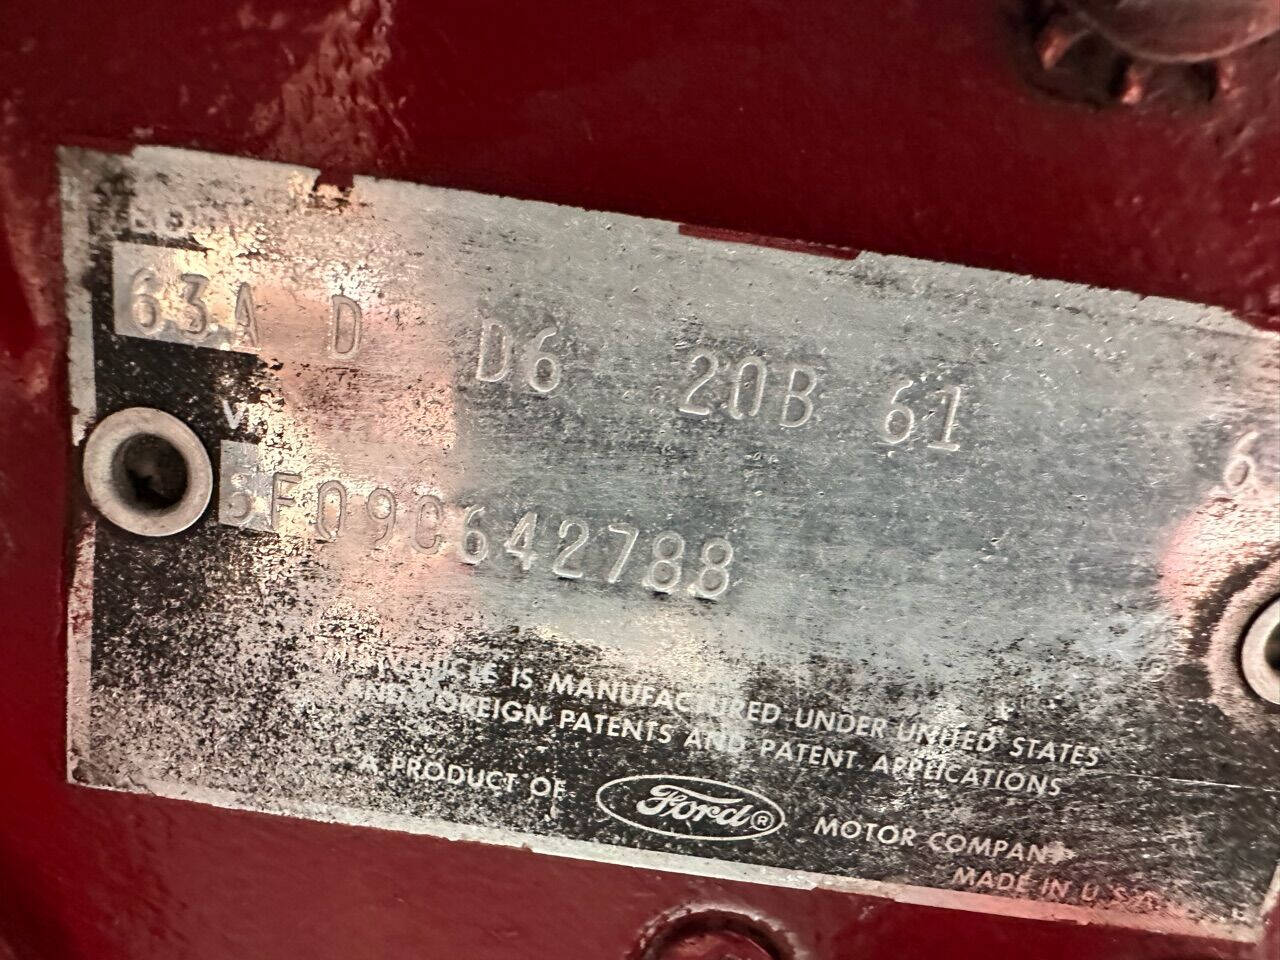 63A D D6 20B 61 6
5F09C642788
VEHICLE IS MANUFACTURED UNDER UNITED STATES
AND FOREIGN PATENTS AND PATENT APPLICATIONS
A PRODUCT OF Ford® MOTOR COMPANY
MADE IN U.S.A.